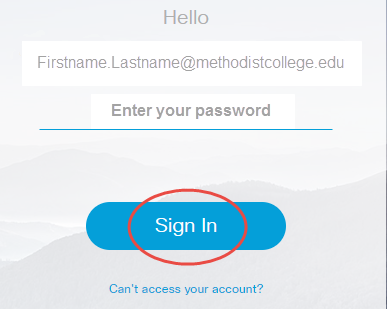 Hello
Firstname.Lastname@methodistcollege.edu
Enter your password
Sign In
Can't access your account?